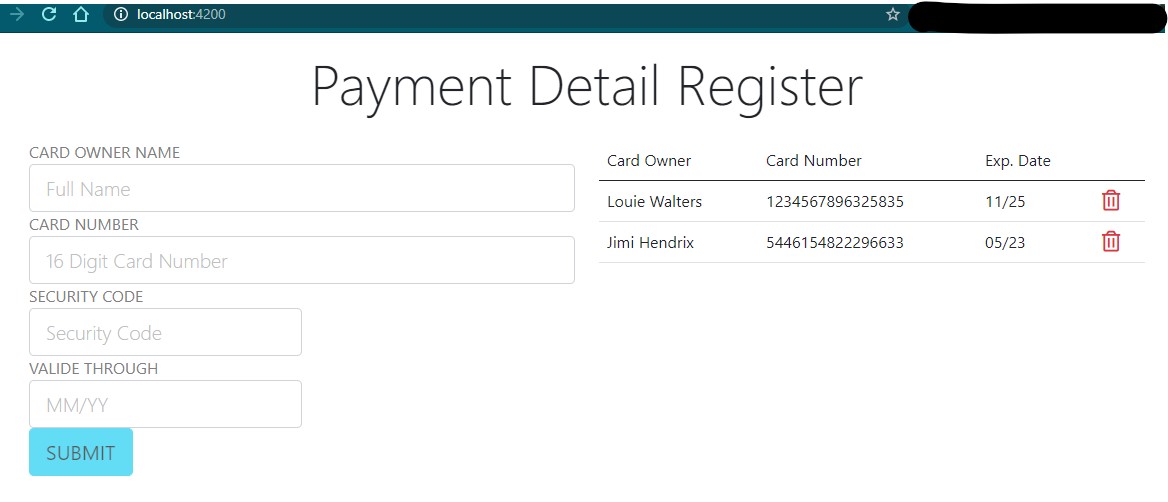 localhost:4200
Payment Detail Register
CARD OWNER NAME
Full Name
CARD NUMBER
16 Digit Card Number
SECURITY CODE
Security Code
VALIDE THROUGH
MM/YY
SUBMIT
Card Owner Card Number Exp. Date
Louie Walters 1234567896325835 11/25
Jimi Hendrix 5446154822296633 05/23